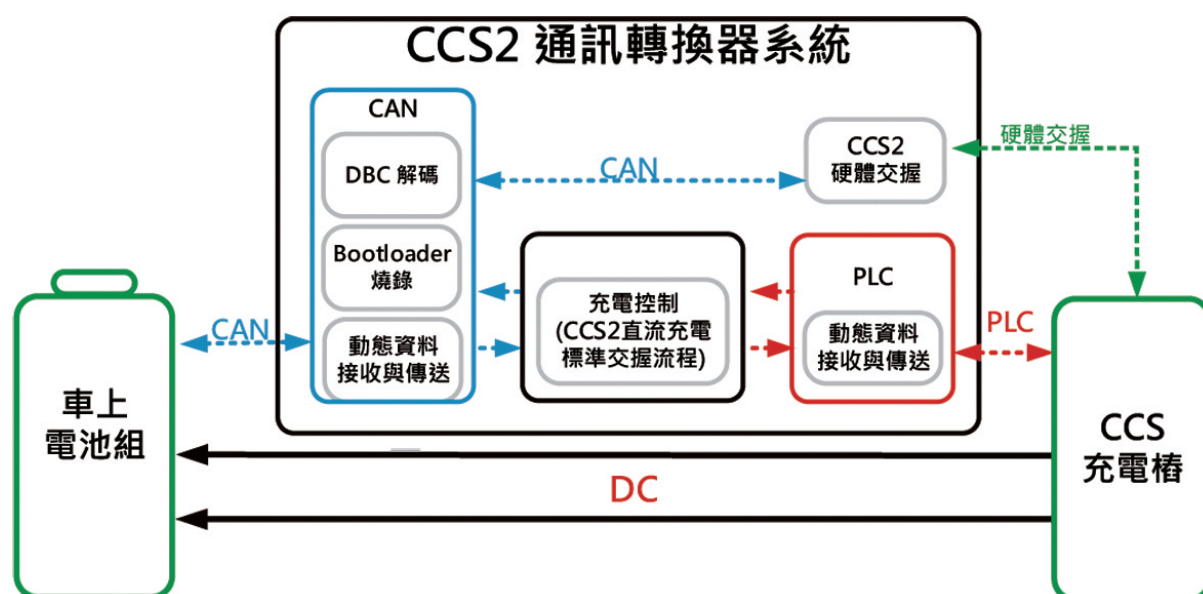 CCS2 通訊轉換器系統
CAN
DBC 解碼
Bootloader
燒錄
動態資料
接收與傳送
CAN
CCS2
硬體交握
硬體交握
充電控制
(CCS2直流充電
標準交握流程)
PLC
動態資料
接收與傳送
CAN
PLC
車上
電池組
DC
CCS
充電樁